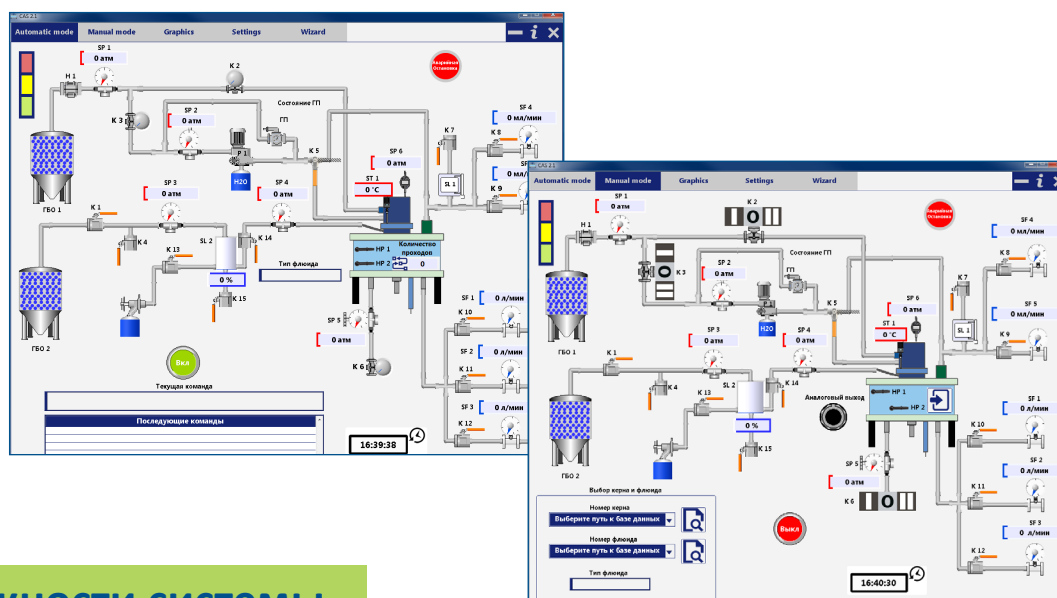 CAS 2.1
Automatic mode Manual mode Graphics Settings Wizard
SP 1
0 атм
Аварийная
Остановка
H 1
K 2
K 3
SP 2
0 атм
Состояние ГП
ГП
P 1
H2O
K 5
SP 6
0 атм
ST 1
0 °C
K 7
SL 1
SF 4
0 мл/мин
K 8
K 9
ГБО 1
SP 3
0 атм
SP 4
0 атм
K 1
K 4
K 13
SL 2
K 14
0 %
K 15
Тип флюида
HP 1
HP 2
Количество
проходов
0
ГБО 2
SP 5
0 атм
K 6
SF 1
0 л/мин
K 10
SF 2
0 л/мин
K 11
SF 3
0 л/мин
K 12
Вкл
Текущая команда
Последующие команды
16:39:38
CAS 2.1
Automatic mode Manual mode Graphics Settings Wizard
SP 1
0 атм
Аварийная
Остановка
H 1
K 2
K 3
SP 2
0 атм
Состояние ГП
ГП
P 1
H2O
K 5
SP 6
0 атм
ST 1
0 °C
K 7
SL 1
SF 4
0 мл/мин
K 8
SF 5
0 мл/мин
K 9
ГБО 1
SP 3
0 атм
SP 4
0 атм
K 1
K 4
K 13
SL 2
K 14
0 %
K 15
Аналоговый выход
HP 1
HP 2
ГБО 2
SP 5
0 атм
K 6
SF 1
0 л/мин
K 10
SF 2
0 л/мин
K 11
SF 3
0 л/мин
K 12
Выбор керна и флюида
Номер керна
Выберите путь к базе данных
Номер флюида
Выберите путь к базе данных
Тип флюида
Выкл
16:40:30